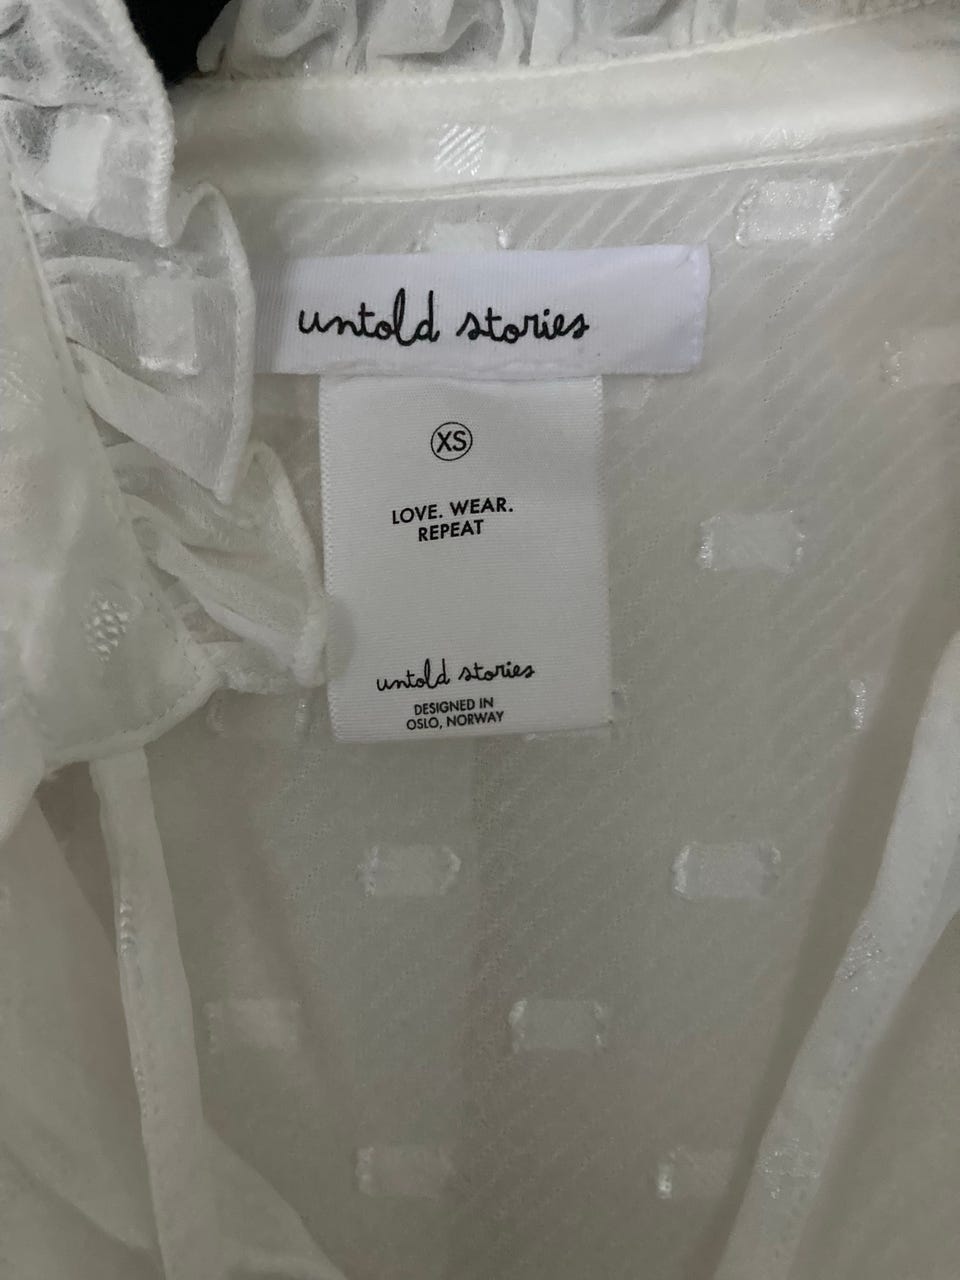 untold stories
XS
LOVE. WEAR.
REPEAT
untold stories
DESIGNED IN
OSLO, NORWAY